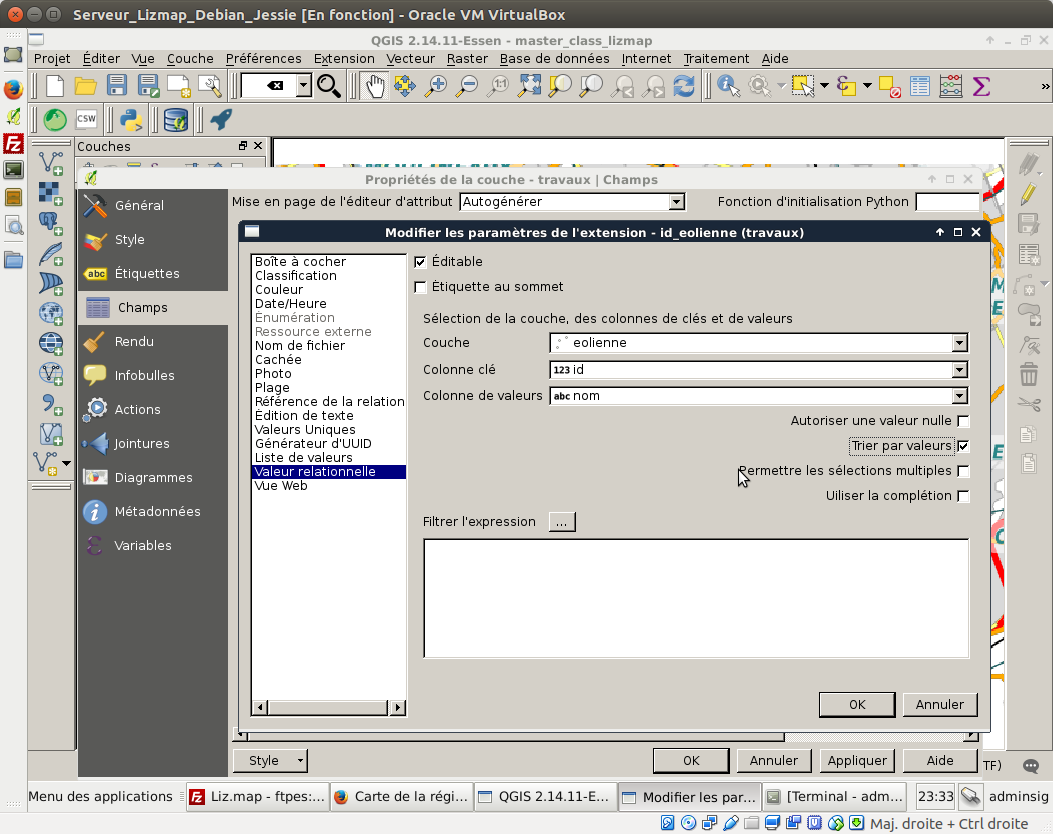 Serveur_Lizmap_Debian_Jessie [En fonction] - Oracle VM VirtualBox
QGIS 2.14.11-Essen - master_class_lizmap
Projet Éditer Vue Couche Préférences Extension Vecteur Raster Base de données Internet Traitement Aide
CSW
Couches
Propriétés de la couche - travaux | Champs
Mise en page de l'éditeur d'attribut Autogénérer Fonction d'initialisation Python
Général
Style
abc Étiquettes
Champs
Rendu
Infobulles
Actions
Jointures
Diagrammes
Métadonnées
Variables
Modifier les paramètres de l'extension - id_eolienne (travaux)
Boîte à cocher
Classification
Couleur
Date/Heure
Énumération
Ressource externe
Nom de fichier
Cachée
Photo
Plage
Référence de la relation
Édition de texte
Valeurs Uniques
Générateur d'UUID
Liste de valeurs
Valeur relationnelle
Vue Web
Éditable
Étiquette au sommet
Sélection de la couche, des colonnes de clés et de valeurs
Couche eolienne
Colonne clé 123 id
Colonne de valeurs abc nom
Autoriser une valeur nulle
Trier par valeurs
Permettre les sélections multiples
Uiliser la complétion
Filtrer l'expression ...
OK Annuler
Style OK Annuler Appliquer Aide
TF)
Menu des applications Liz.map - ftpes:... Carte de la régi... QGIS 2.14.11-E... Modifier les par... [Terminal - adm... 23:33 adminsig
Maj. droite + Ctrl droite